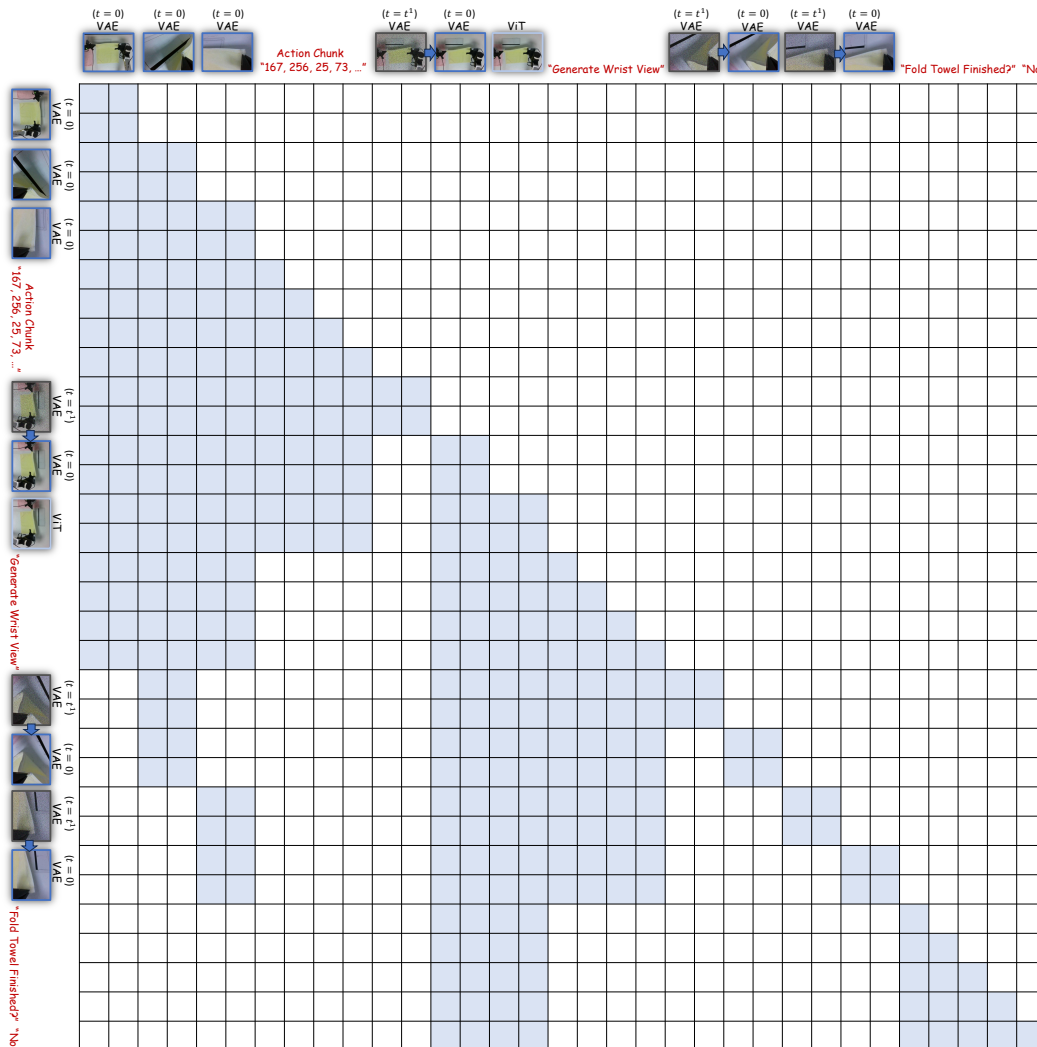 (t = 0)
VAE
(t = 0)
VAE
(t = 0)
VAE
Action Chunk
"167, 256, 25, 73, ..."
(t = t¹)
VAE
(t = 0)
VAE
ViT
"Generate Wrist View"
(t = t¹)
VAE
(t = 0)
VAE
(t = t¹)
VAE
(t = 0)
VAE
"Fold Towel Finished?" "No
(t = 0)
VAE
(t = 0)
VAE
(t = 0)
VAE
Action Chunk
"167, 256, 25, 73, ... "
(t = t¹)
VAE
(t = 0)
VAE
ViT
"Generate Wrist View"
(t = t¹)
VAE
(t = 0)
VAE
(t = t¹)
VAE
(t = 0)
VAE
"Fold Towel Finished?" "No